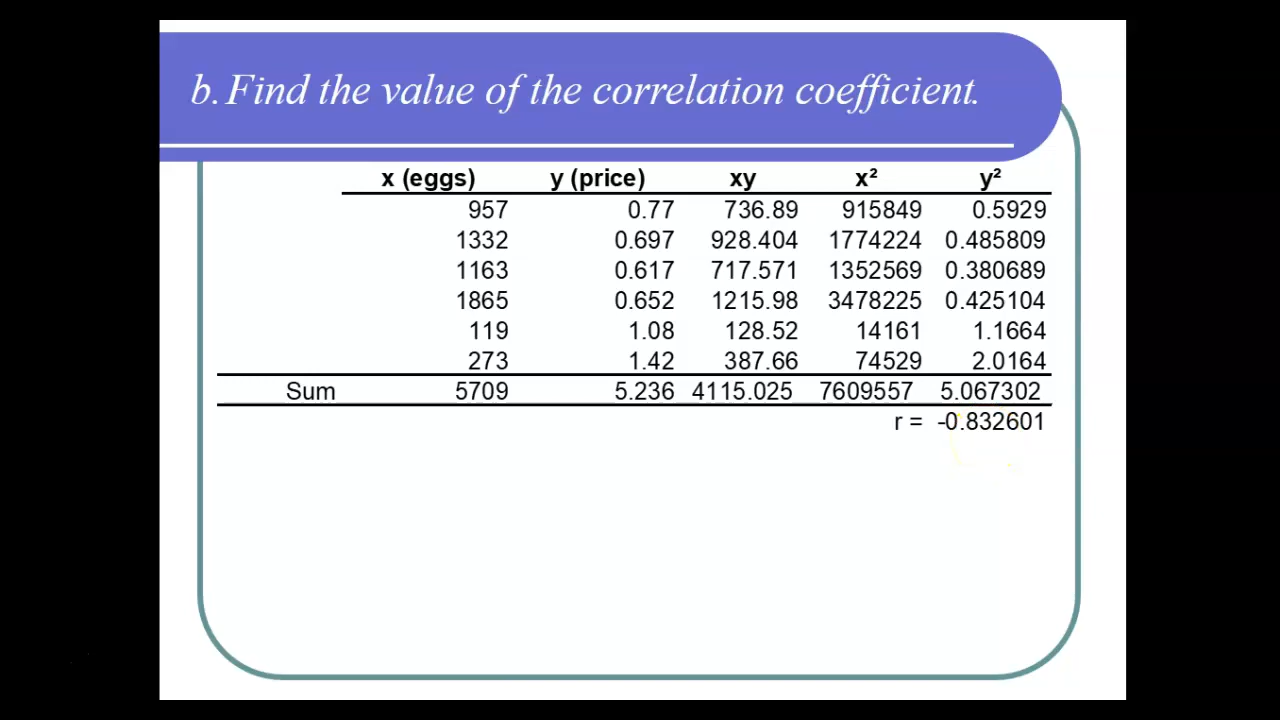 b. Find the value of the correlation coefficient.
x (eggs) y (price) xy x² y²
957 0.77 736.89 915849 0.5929
1332 0.697 928.404 1774224 0.485809
1163 0.617 717.571 1352569 0.380689
1865 0.652 1215.98 3478225 0.425104
119 1.08 128.52 14161 1.1664
273 1.42 387.66 74529 2.0164
Sum 5709 5.236 4115.025 7609557 5.067302
r = -0.832601